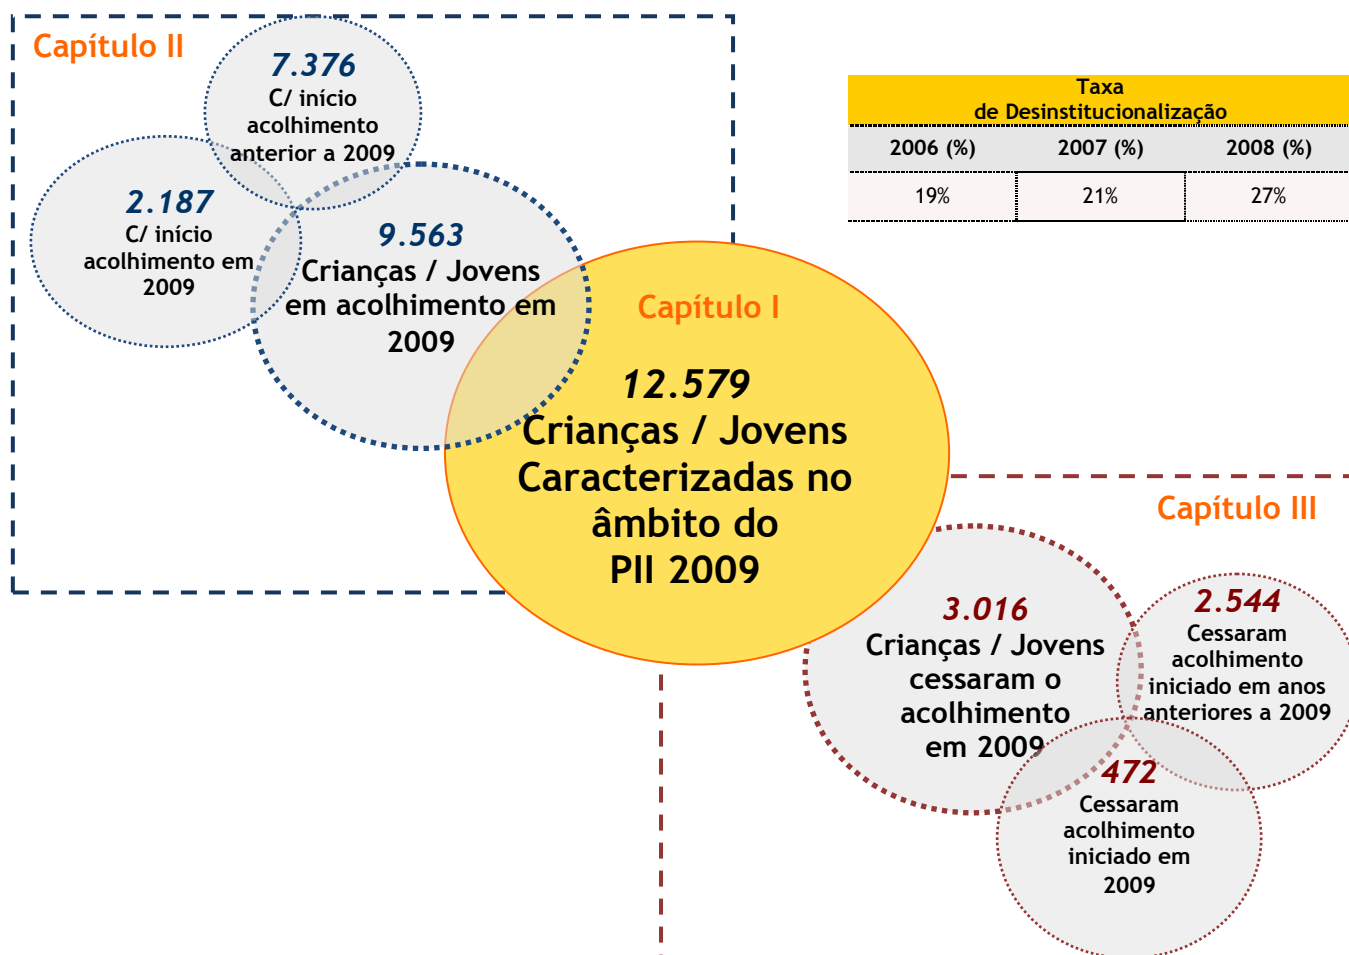 Capítulo II
7.376
C/ início
acolhimento
anterior a 2009
2.187
C/ início
acolhimento em
2009
9.563
Crianças / Jovens
em acolhimento em
2009
Taxa
de Desinstitucionalização
2006 (%) 2007 (%) 2008 (%)
19% 21% 27%
Capítulo I
12.579
Crianças / Jovens
Caracterizadas no
âmbito do
PII 2009
Capítulo III
3.016
Crianças / Jovens
cessaram o
acolhimento
em 2009
2.544
Cessaram
acolhimento
iniciado em anos
anteriores a 2009
472
Cessaram
acolhimento
iniciado em
2009